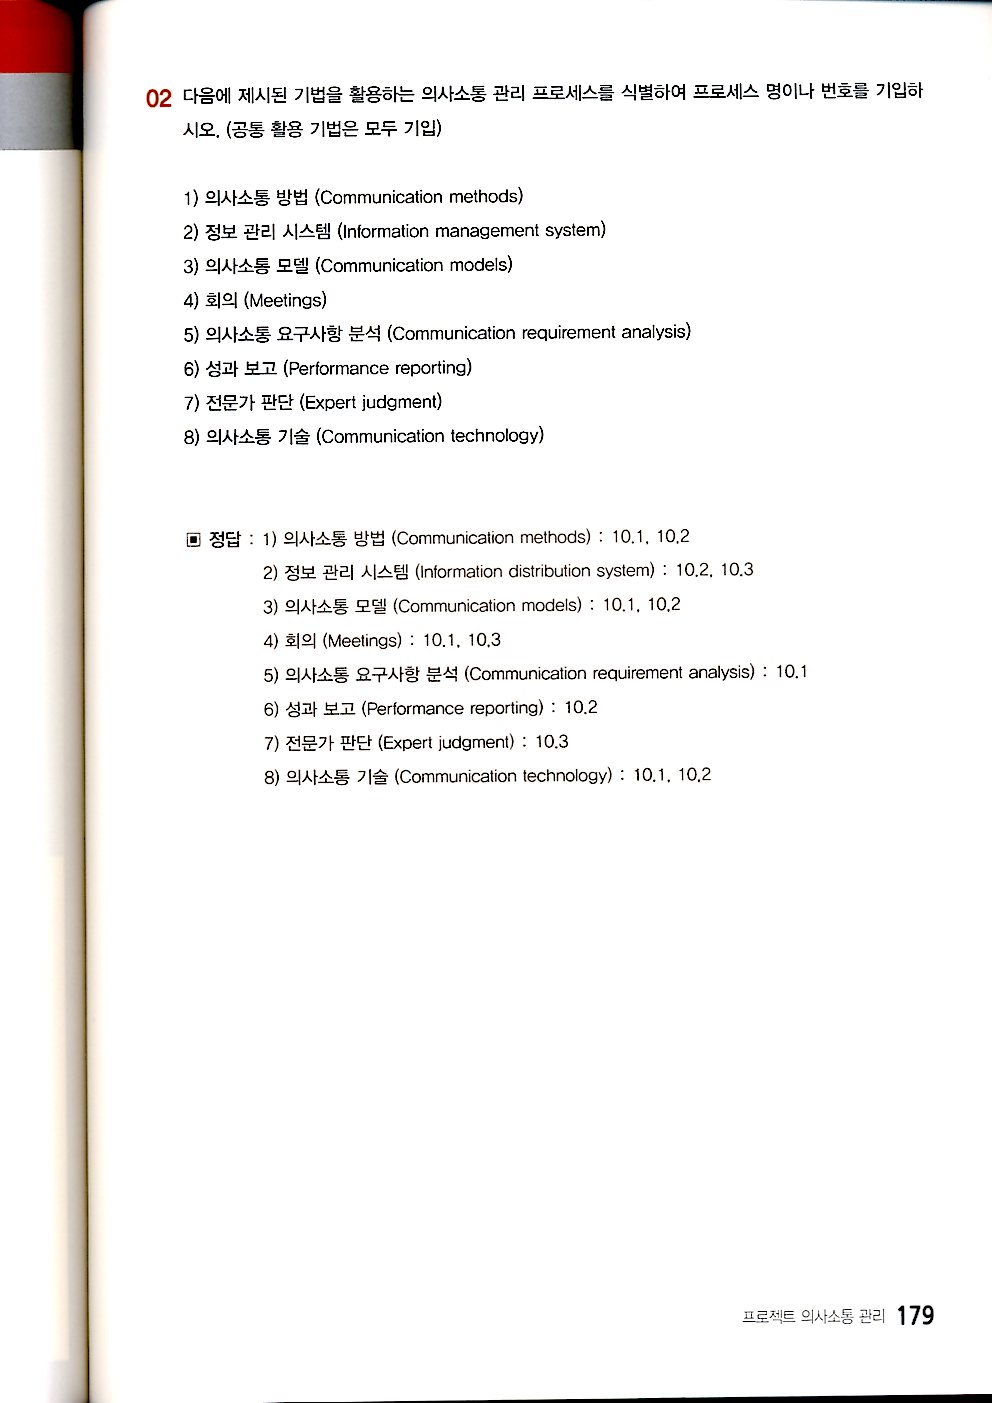 02 다음에 제시된 기법을 활용하는 의사소통 관리 프로세스를 식별하여 프로세스 명이나 번호를 기입하
시오. (공통 활용 기법은 모두 기입)
1) 의사소통 방법 (Communication methods)
2) 정보 관리 시스템 (Information management system)
3) 의사소통 모델 (Communication models)
4) 회의 (Meetings)
5) 의사소통 요구사항 분석 (Communication requirement analysis)
6) 성과 보고 (Performance reporting)
7) 전문가 판단 (Expert judgment)
8) 의사소통 기술 (Communication technology)
▣ 정답 : 1) 의사소통 방법 (Communication methods) : 10.1, 10.2
2) 정보 관리 시스템 (Information distribution system) : 10.2, 10.3
3) 의사소통 모델 (Communication models) : 10.1, 10.2
4) 회의 (Meetings) : 10.1, 10.3
5) 의사소통 요구사항 분석 (Communication requirement analysis) : 10.1
6) 성과 보고 (Performance reporting) : 10.2
7) 전문가 판단 (Expert judgment) : 10.3
8) 의사소통 기술 (Communication technology) : 10.1, 10.2
프로젝트 의사소통 관리 179